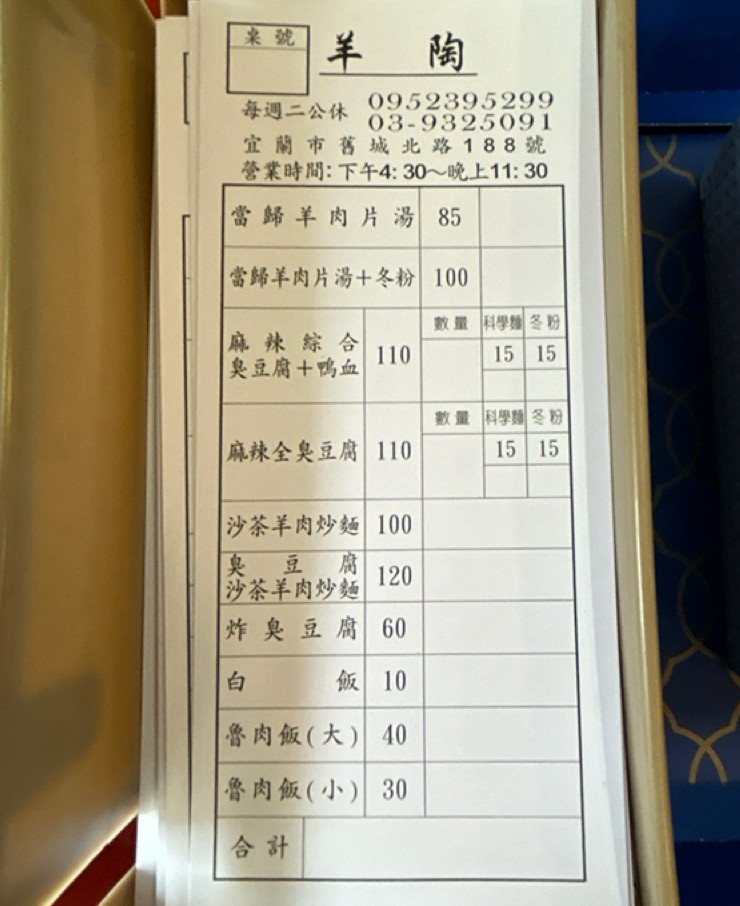 桌號
羊陶
每週二公休 0952395299
03-9325091
宜蘭市舊城北路188號
營業時間:下午4:30~晚上11:30
當歸羊肉片湯 85
當歸羊肉片湯+冬粉 100
數量 科學麵 冬粉
麻辣綜合
臭豆腐+鴨血 110 15 15
數量 科學麵 冬粉
麻辣全臭豆腐 110 15 15
沙茶羊肉炒麵 100
臭豆腐
沙茶羊肉炒麵 120
炸臭豆腐 60
白飯 10
魯肉飯(大) 40
魯肉飯(小) 30
合計